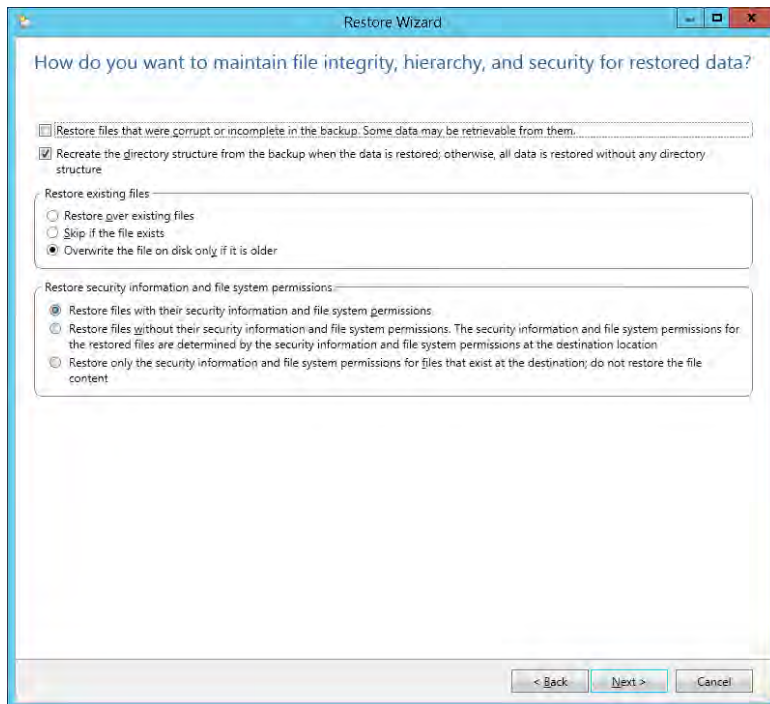 Restore Wizard
How do you want to maintain file integrity, hierarchy, and security for restored data?
Restore files that were corrupt or incomplete in the backup. Some data may be retrievable from them.
Recreate the directory structure from the backup when the data is restored; otherwise, all data is restored without any directory
structure
Restore existing files
Restore over existing files
Skip if the file exists
Overwrite the file on disk only if it is older
Restore security information and file system permissions
Restore files with their security information and file system permissions
Restore files without their security information and file system permissions. The security information and file system permissions for
the restored files are determined by the security information and file system permissions at the destination location
Restore only the security information and file system permissions for files that exist at the destination; do not restore the file
content
< Back
Next >
Cancel